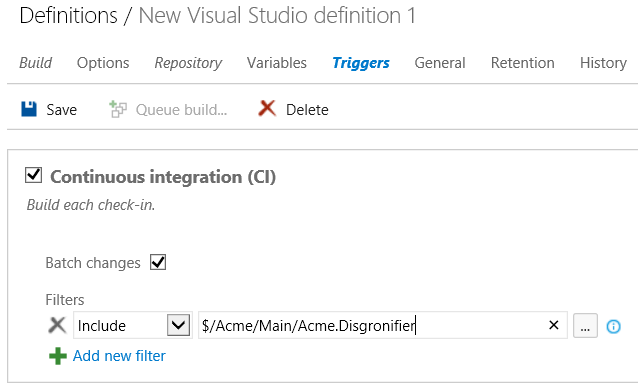 Definitions / New Visual Studio definition 1
Build Options Repository Variables Triggers General Retention History
Save Queue build... Delete
Continuous integration (CI)
Build each check-in.
Batch changes
Filters
Include $/Acme/Main/Acme.Disgronifier ...
Add new filter